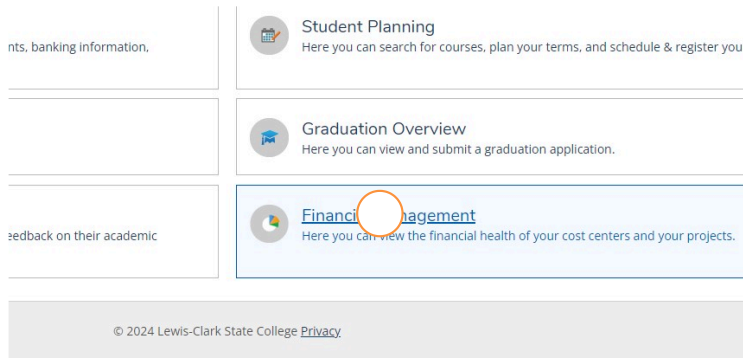 Student Planning
nts, banking information,
Here you can search for courses, plan your terms, and schedule & register you
Graduation Overview
Here you can view and submit a graduation application.
Financi nagement
eedback on their academic
Here you can view the financial health of your cost centers and your projects.
© 2024 Lewis-Clark State College Privacy